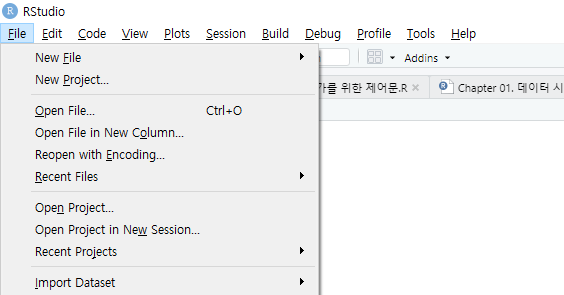 RStudio
File Edit Code View Plots Session Build Debug Profile Tools Help
New File
New Project...
Addins
가를 위한 제어문.R × Chapter 01. 데이터 시
Open File... Ctrl+O
Open File in New Column...
Reopen with Encoding...
Recent Files
Open Project...
Open Project in New Session...
Recent Projects
Import Dataset